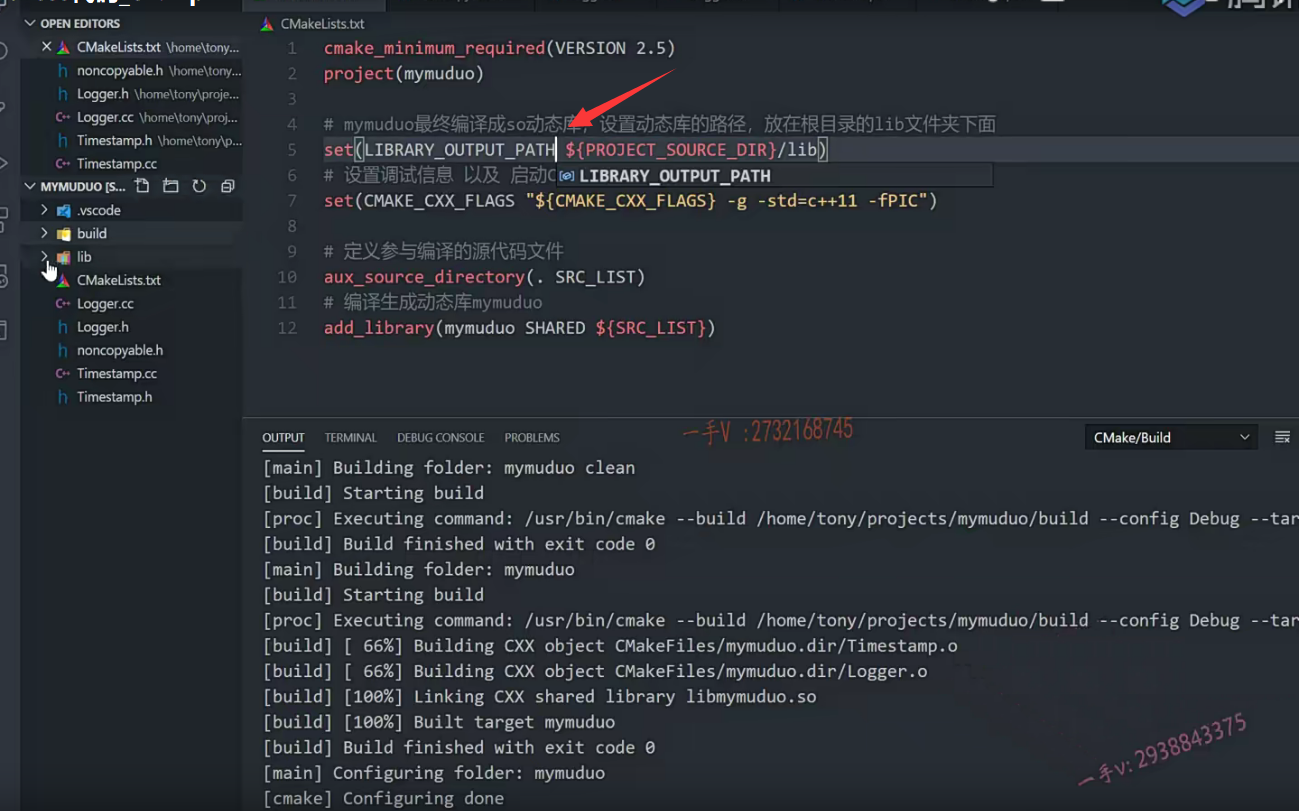 OPEN EDITORS
CMakeLists.txt \home\tony...
noncopyable.h \home\tony...
Logger.h \home\tony\proje...
Logger.cc \home\tony\proj...
Timestamp.h \home\tony\p...
Timestamp.cc
MYMUDUO [S...
.vscode
build
lib
CMakeLists.txt
Logger.cc
Logger.h
noncopyable.h
Timestamp.cc
Timestamp.h
CMakeLists.txt
1 cmake_minimum_required(VERSION 2.5)
2 project(mymuduo)
3
4 # mymuduo最终编译成so动态库，设置动态库的路径，放在根目录的lib文件夹下面
5 set(LIBRARY_OUTPUT_PATH ${PROJECT_SOURCE_DIR}/lib)
6 # 设置调试信息 以及 启动C
LIBRARY_OUTPUT_PATH
7 set(CMAKE_CXX_FLAGS "${CMAKE_CXX_FLAGS} -g -std=c++11 -fPIC")
8
9 # 定义参与编译的源代码文件
10 aux_source_directory(. SRC_LIST)
11 # 编译生成动态库mymuduo
12 add_library(mymuduo SHARED ${SRC_LIST})
一手V :2732168745
OUTPUT TERMINAL DEBUG CONSOLE PROBLEMS CMake/Build
[main] Building folder: mymuduo clean
[build] Starting build
[proc] Executing command: /usr/bin/cmake --build /home/tony/projects/mymuduo/build --config Debug --tar
[build] Build finished with exit code 0
[main] Building folder: mymuduo
[build] Starting build
[proc] Executing command: /usr/bin/cmake --build /home/tony/projects/mymuduo/build --config Debug --tar
[build] [ 66%] Building CXX object CMakeFiles/mymuduo.dir/Timestamp.o
[build] [ 66%] Building CXX object CMakeFiles/mymuduo.dir/Logger.o
[build] [100%] Linking CXX shared library libmymuduo.so
[build] [100%] Built target mymuduo
[build] Build finished with exit code 0
[main] Configuring folder: mymuduo
[cmake] Configuring done
一手v: 2938843375